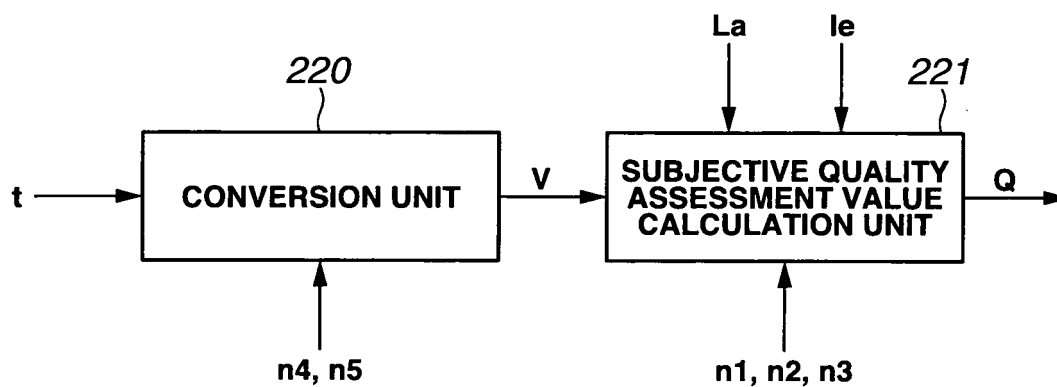 La
Ie
220
221
t
CONVERSION UNIT
V
SUBJECTIVE QUALITY
ASSESSMENT VALUE
CALCULATION UNIT
Q
n4, n5
n1, n2, n3